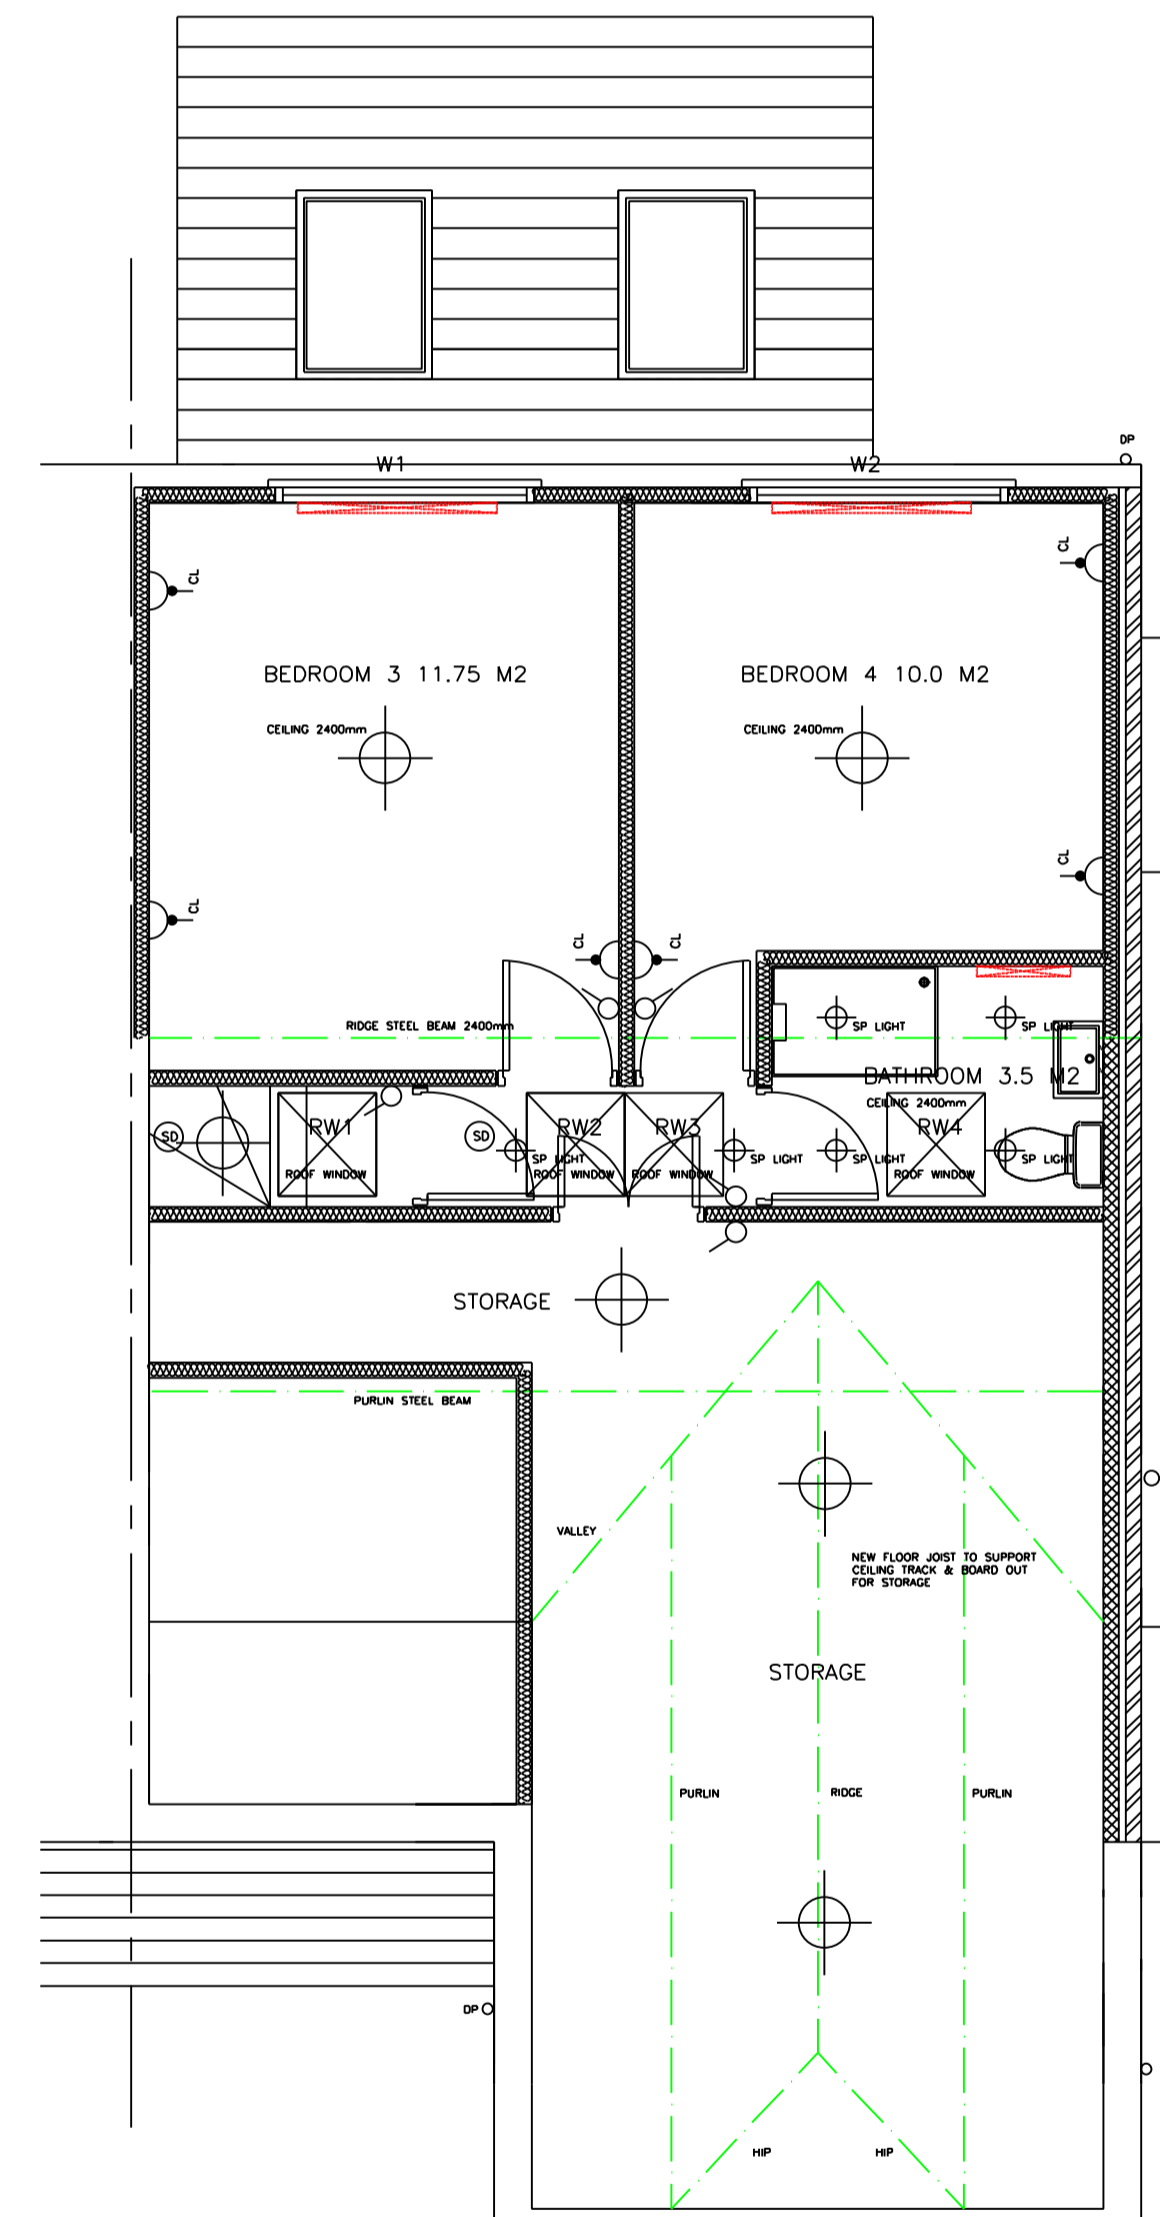 DP
W1
W2
CL
CL
BEDROOM 3 11.75 M2
BEDROOM 4 10.0 M2
CEILING 2400mm
CEILING 2400mm
CL
CL
CL
CL
RIDGE STEEL BEAM 2400mm
SP LIGHT
SP LIGHT
BATHROOM 3.5 M2
CEILING 2400mm
RW1
RW2
RW3
RW4
SD
SD
SP LIGHT
SP LIGHT
SP LIGHT
SP LIGHT
ROOF WINDOW
ROOF WINDOW
ROOF WINDOW
ROOF WINDOW
STORAGE
PURLIN STEEL BEAM
VALLEY
NEW FLOOR JOIST TO SUPPORT
CEILING TRACK & BOARD OUT
FOR STORAGE
STORAGE
PURLIN
RIDGE
PURLIN
DP
HIP
HIP